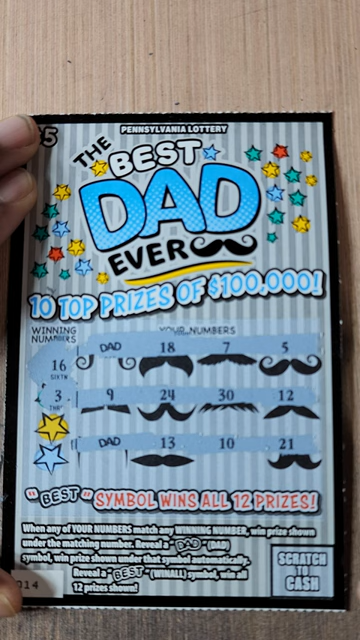 $5
PENNSYLVANIA LOTTERY
THE
BEST
DAD
EVER
10 TOP PRIZES OF $100,000!
WINNING NUMBERS
YOUR NUMBERS
DAD 18 7 5
16
SIXTN
3 9 24 30 12
DAD 13 10 21
"BEST" SYMBOL WINS ALL 12 PRIZES!
When any of YOUR NUMBERS match any WINNING NUMBER, win prize shown
under the matching number. Reveal a "DAD" (DAD)
symbol, win prize shown under that symbol automatically.
Reveal a "BEST" (WINALL) symbol, win all
12 prizes shown!
SCRATCH
TO
CASH
014